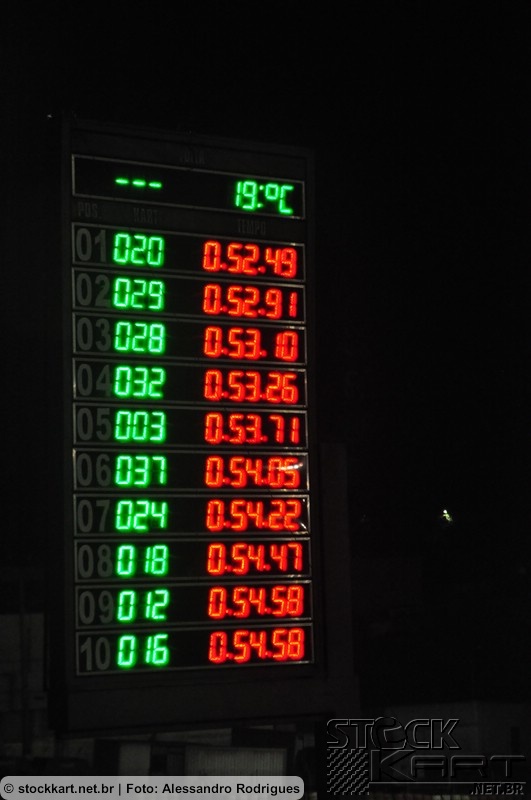 VOLTA
--- 19:ºC
POS. KART TEMPO
01 020 0.52.49
02 029 0.52.91
03 028 0.53.10
04 032 0.53.26
05 003 0.53.71
06 037 0.54.05
07 024 0.54.22
08 018 0.54.47
09 012 0.54.58
10 016 0.54.58
STOCK
KART
.NET.BR
© stockkart.net.br | Foto: Alessandro Rodrigues